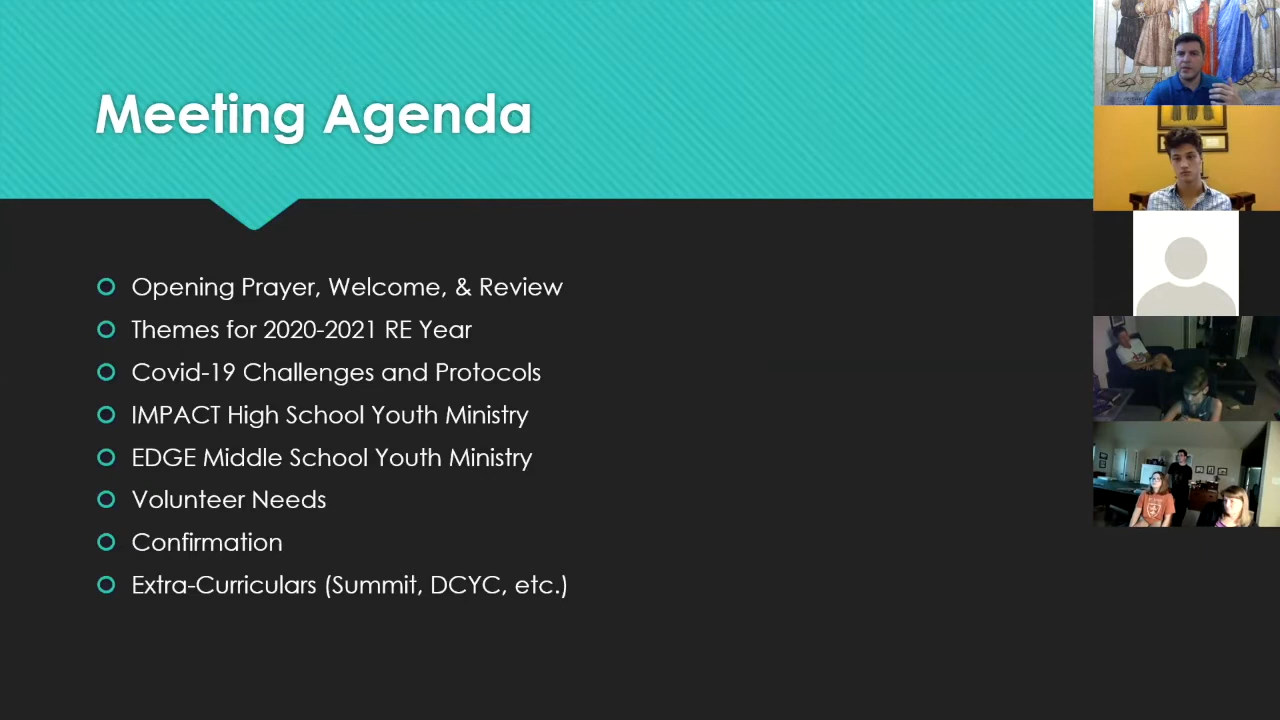 Meeting Agenda
Opening Prayer, Welcome, & Review
Themes for 2020-2021 RE Year
Covid-19 Challenges and Protocols
IMPACT High School Youth Ministry
EDGE Middle School Youth Ministry
Volunteer Needs
Confirmation
Extra-Curriculars (Summit, DCYC, etc.)